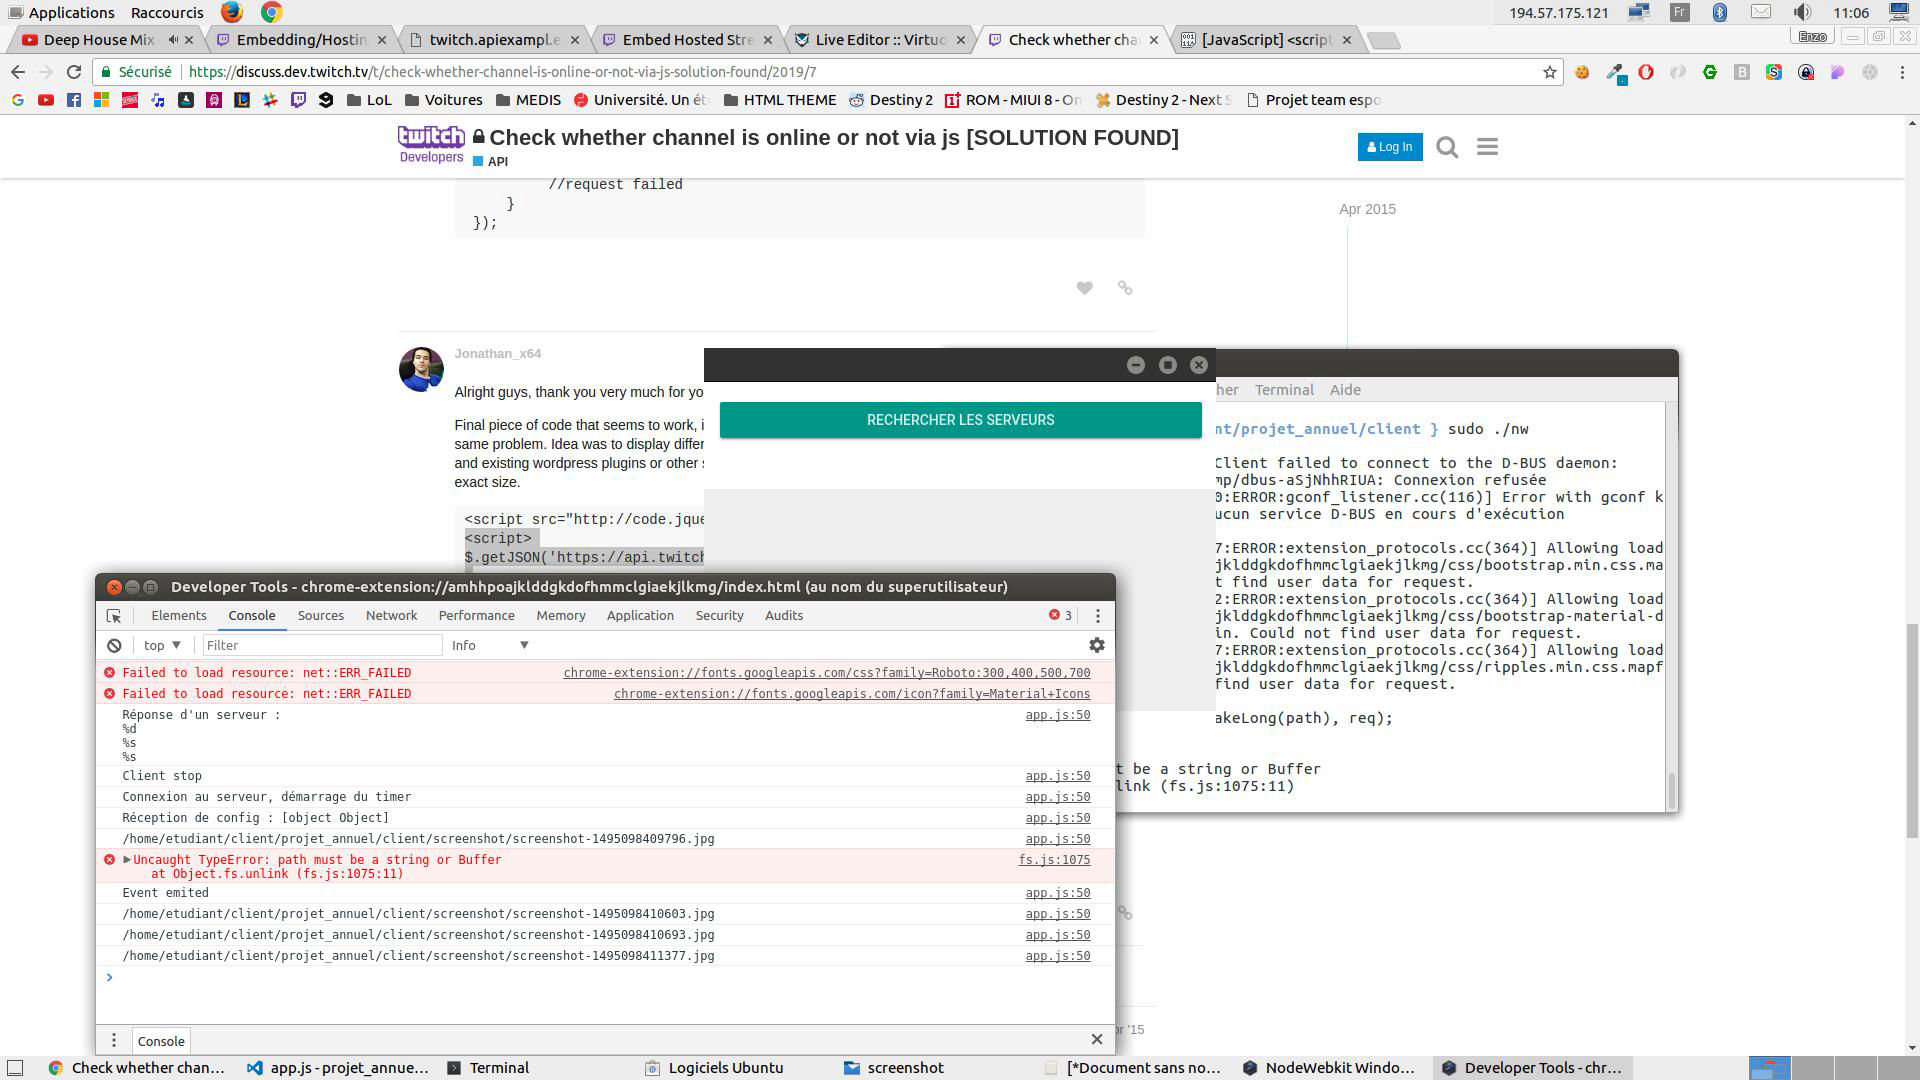 Applications Raccourcis
194.57.175.121 Fr 11:06
Deep House Mix
Embedding/Hostin
twitch.apiexampl.e
Embed Hosted Stre
Live Editor :: Virtuo
Check whether cha
[JavaScript] <script
Enzo
Sécurisé https://discuss.dev.twitch.tv/t/check-whether-channel-is-online-or-not-via-js-solution-found/2019/7
LoL Voitures MEDIS Université. Un ét HTML THEME Destiny 2 ROM - MIUI 8 - On Destiny 2 - Next S Projet team espo
twitch
Developers
Check whether channel is online or not via js [SOLUTION FOUND]
API
Log In
//request failed
}
});
Apr 2015
Jonathan_x64
Alright guys, thank you very much for yo
Final piece of code that seems to work, i
same problem. Idea was to display differ
and existing wordpress plugins or other s
exact size.
<script src="http://code.jque
<script>
$.getJSON('https://api.twitch
RECHERCHER LES SERVEURS
her Terminal Aide
nt/projet_annuel/client } sudo ./nw
Client failed to connect to the D-BUS daemon:
mp/dbus-aSjNhhRIUA: Connexion refusée
0:ERROR:gconf_listener.cc(116)] Error with gconf k
ucun service D-BUS en cours d'exécution
7:ERROR:extension_protocols.cc(364)] Allowing load
jklddgkdofhmmclgiaekjlkmg/css/bootstrap.min.css.ma
t find user data for request.
2:ERROR:extension_protocols.cc(364)] Allowing load
jklddgkdofhmmclgiaekjlkmg/css/bootstrap-material-d
in. Could not find user data for request.
7:ERROR:extension_protocols.cc(364)] Allowing load
jklddgkdofhmmclgiaekjlkmg/css/ripples.min.css.mapf
find user data for request.
akeLong(path), req);
t be a string or Buffer
link (fs.js:1075:11)
Developer Tools - chrome-extension://amhhpoajklddgkdofhmmclgiaekjlkmg/index.html (au nom du superutilisateur)
Elements Console Sources Network Performance Memory Application Security Audits 3
top Filter Info
Failed to load resource: net::ERR_FAILED chrome-extension://fonts.googleapis.com/css?family=Roboto:300,400,500,700
Failed to load resource: net::ERR_FAILED chrome-extension://fonts.googleapis.com/icon?family=Material+Icons
Réponse d'un serveur : app.js:50
%d
%s
%s
Client stop app.js:50
Connexion au serveur, démarrage du timer app.js:50
Réception de config : [object Object] app.js:50
/home/etudiant/client/projet_annuel/client/screenshot/screenshot-1495098409796.jpg app.js:50
Uncaught TypeError: path must be a string or Buffer fs.js:1075
at Object.fs.unlink (fs.js:1075:11)
Event emited app.js:50
/home/etudiant/client/projet_annuel/client/screenshot/screenshot-1495098410603.jpg app.js:50
/home/etudiant/client/projet_annuel/client/screenshot/screenshot-1495098410693.jpg app.js:50
/home/etudiant/client/projet_annuel/client/screenshot/screenshot-1495098411377.jpg app.js:50
Console
r '15
Check whether chan... app.js - projet_annue... Terminal Logiciels Ubuntu screenshot [*Document sans no... NodeWebkit Windo... Developer Tools - chr...